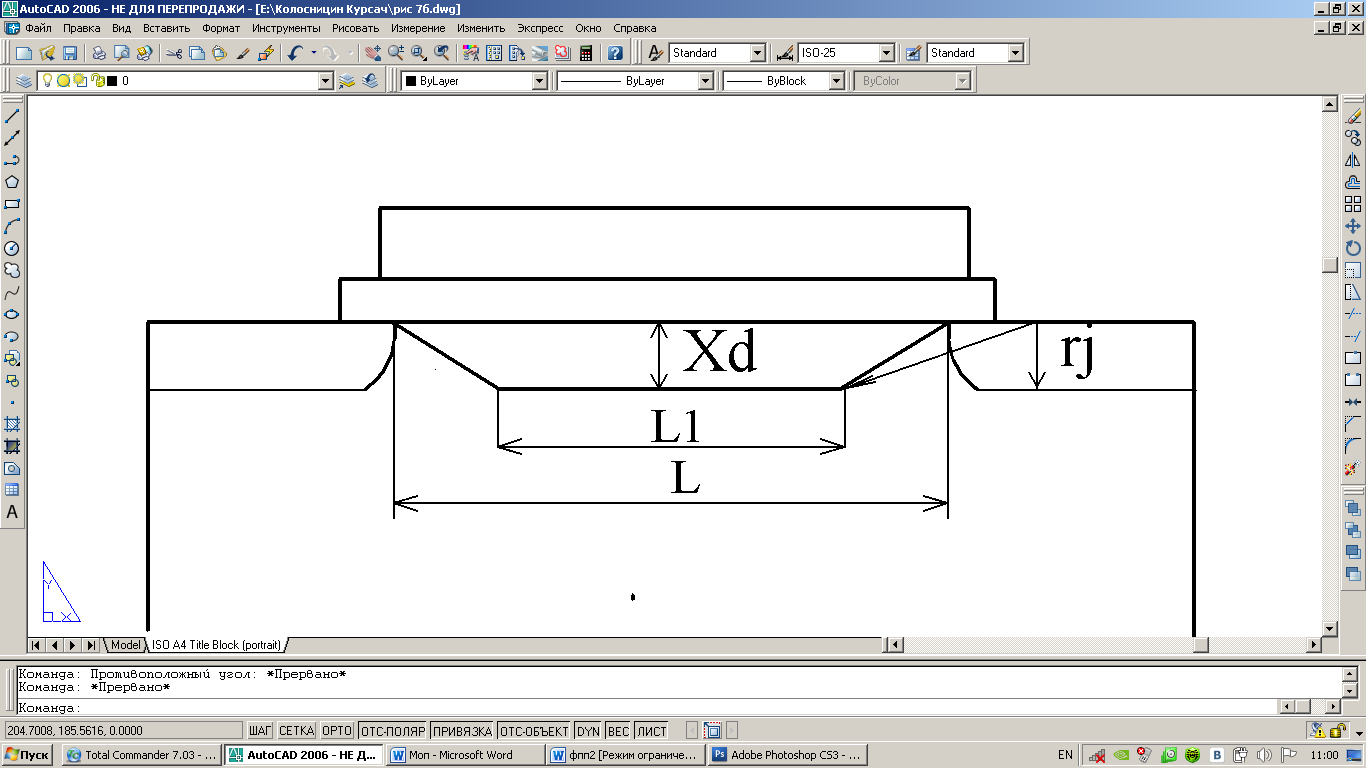 AutoCAD 2006 - НЕ ДЛЯ ПЕРЕПРОДАЖИ - [E:\Колосницин Курсач\рис 7б.dwg]
Файл Правка Вид Вставить Формат Инструменты Рисовать Измерение Изменить Экспресс Окно Справка
Standard ISO-25 Standard
0 ByLayer ByLayer ByBlock ByColor
Xd
rj
L1
L
Y
X
Model ISO A4 Title Block (portrait)
Команда: Противоположный угол: *Прервано*
Команда: *Прервано*
Команда:
204.7008, 185.5616, 0.0000 ШАГ СЕТКА ОРТО ОТС-ПОЛЯР ПРИВЯЗКА ОТС-ОБЪЕКТ DYN ВЕС ЛИСТ
Пуск Total Commander 7.03 - ... AutoCAD 2006 - НЕ Д... Моп - Microsoft Word фпп2 [Режим ограниче... Adobe Photoshop CS3 - ... EN 11:00